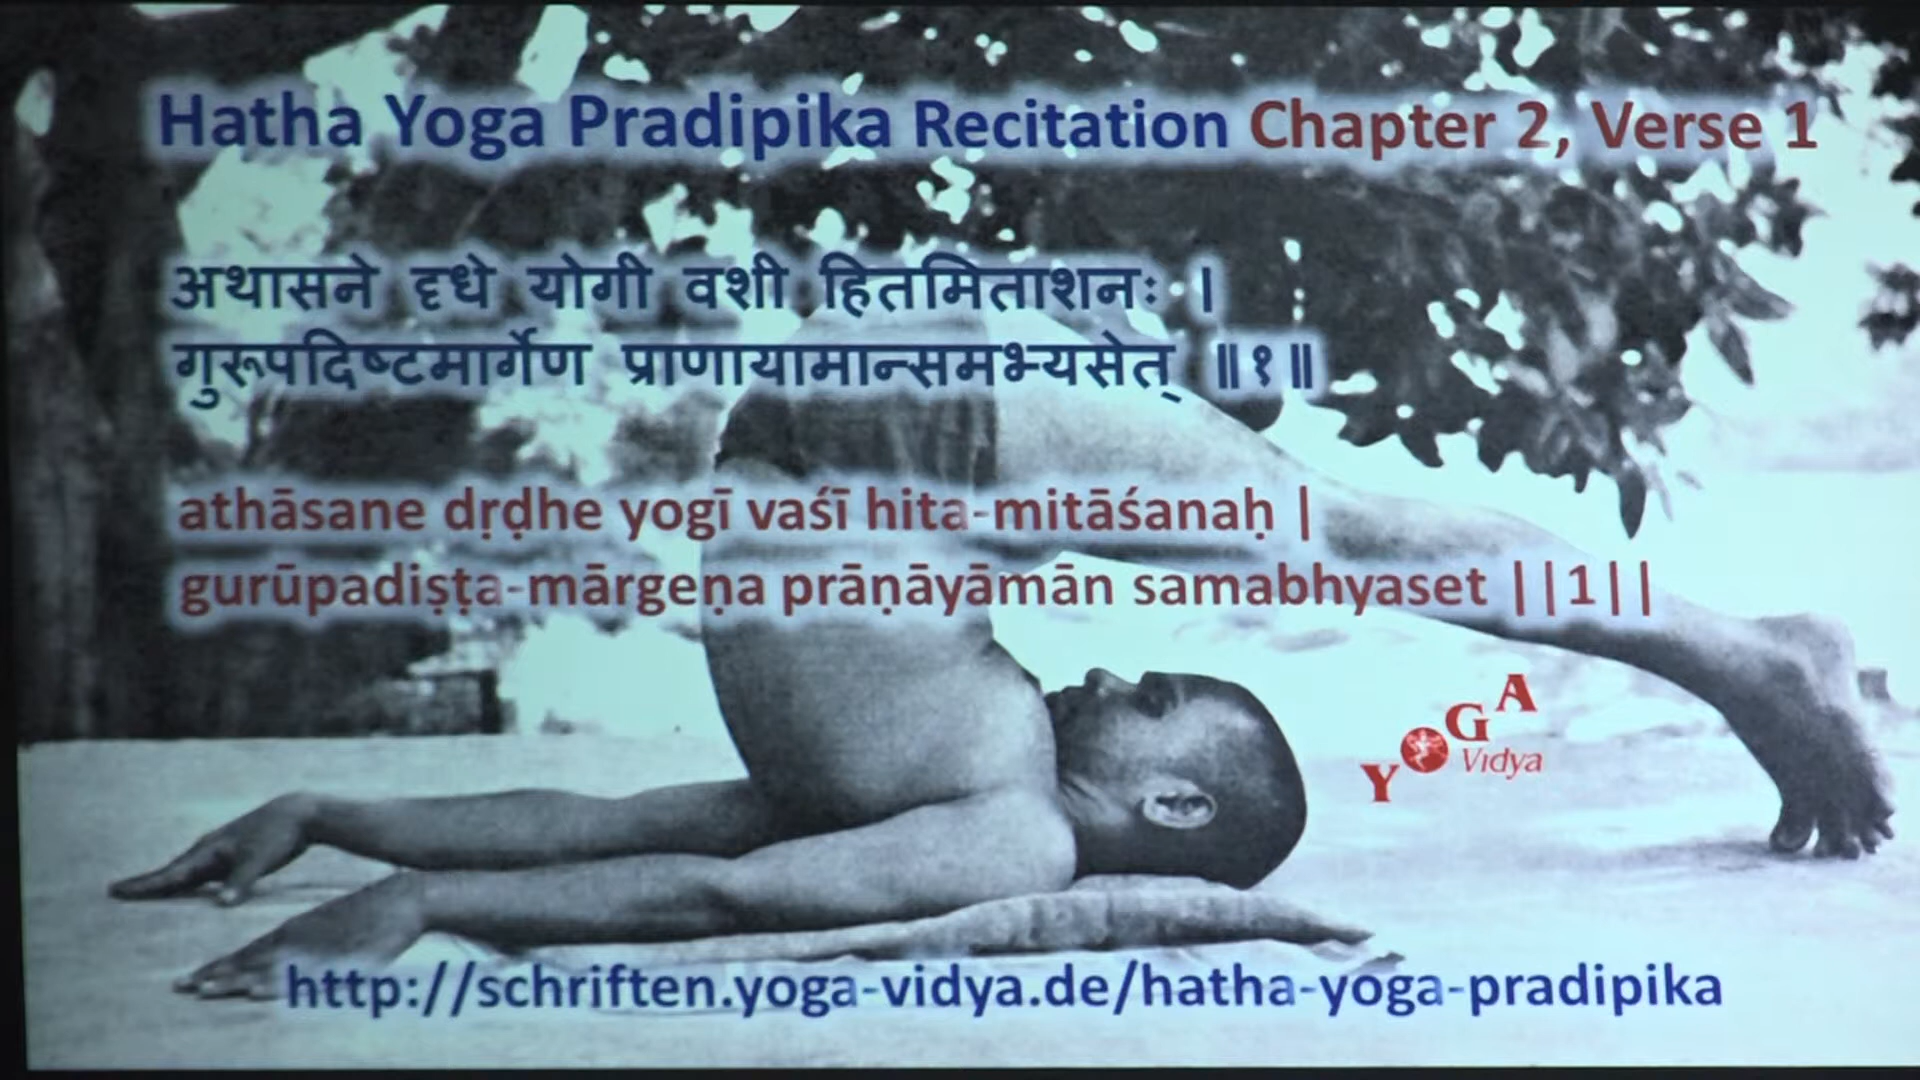 Hatha Yoga Pradipika Recitation Chapter 2, Verse 1
अथासने दृधे योगी वशी हितमिताशनः ।
गुरूपदिष्टमार्गेण प्राणायामान्समभ्यसेत् ॥१॥
athāsane dṛḍhe yogī vaśī hita-mitāśanaḥ |
gurūpadiṣṭa-mārgeṇa prāṇāyāmān samabhyaset ||1||
YOGA
Vidya
http://schriften.yoga-vidya.de/hatha-yoga-pradipika